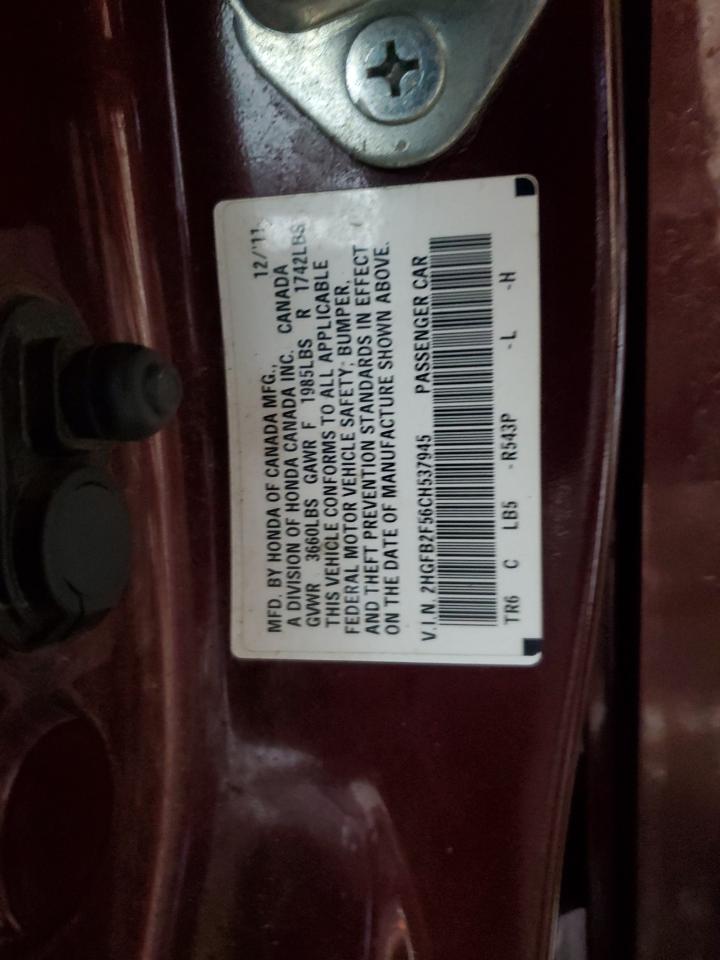 MFD. BY HONDA OF CANADA MFG., 12/'11
A DIVISION OF HONDA CANADA INC. CANADA
GVWR 3660LBS GAWR F 1985LBS R 1742LBS
THIS VEHICLE CONFORMS TO ALL APPLICABLE
FEDERAL MOTOR VEHICLE SAFETY, BUMPER,
AND THEFT PREVENTION STANDARDS IN EFFECT
ON THE DATE OF MANUFACTURE SHOWN ABOVE.
V.I.N. 2HGFB2F56CH537945 PASSENGER CAR
TR6 C LB5 -R543P -L -H